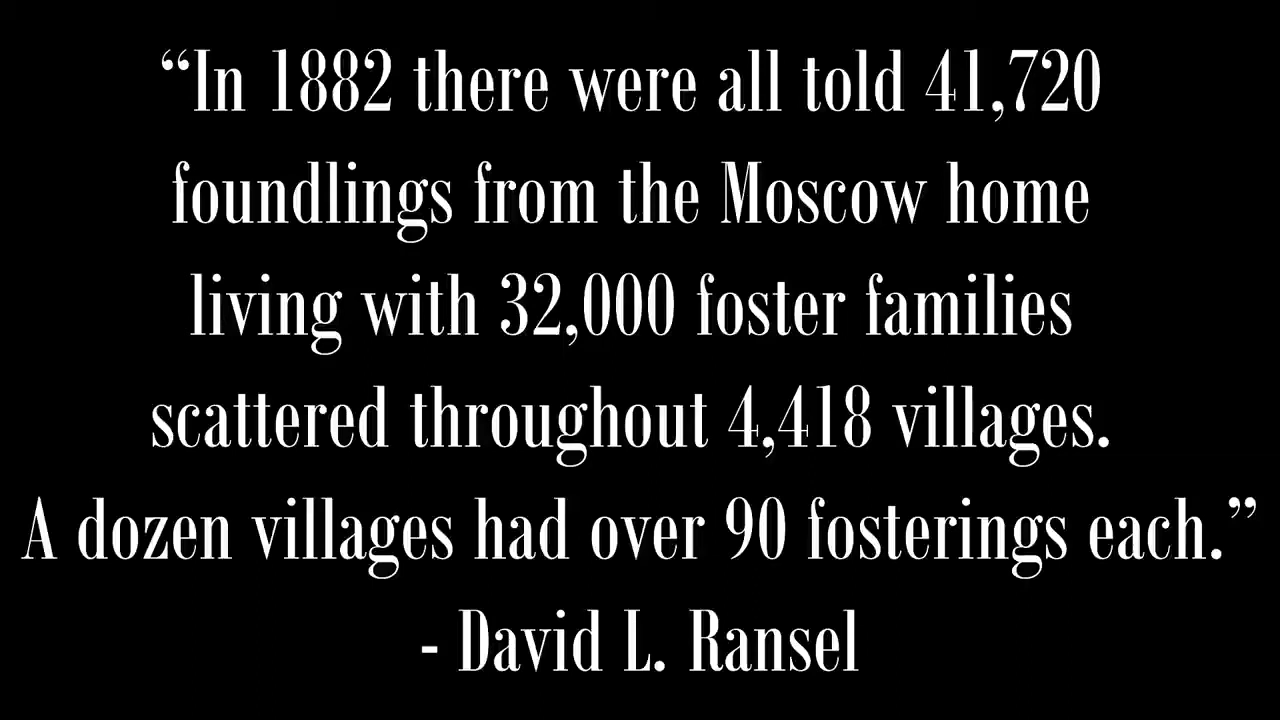 “In 1882 there were all told 41,720
foundlings from the Moscow home
living with 32,000 foster families
scattered throughout 4,418 villages.
A dozen villages had over 90 fosterings each.”
- David L. Ransel